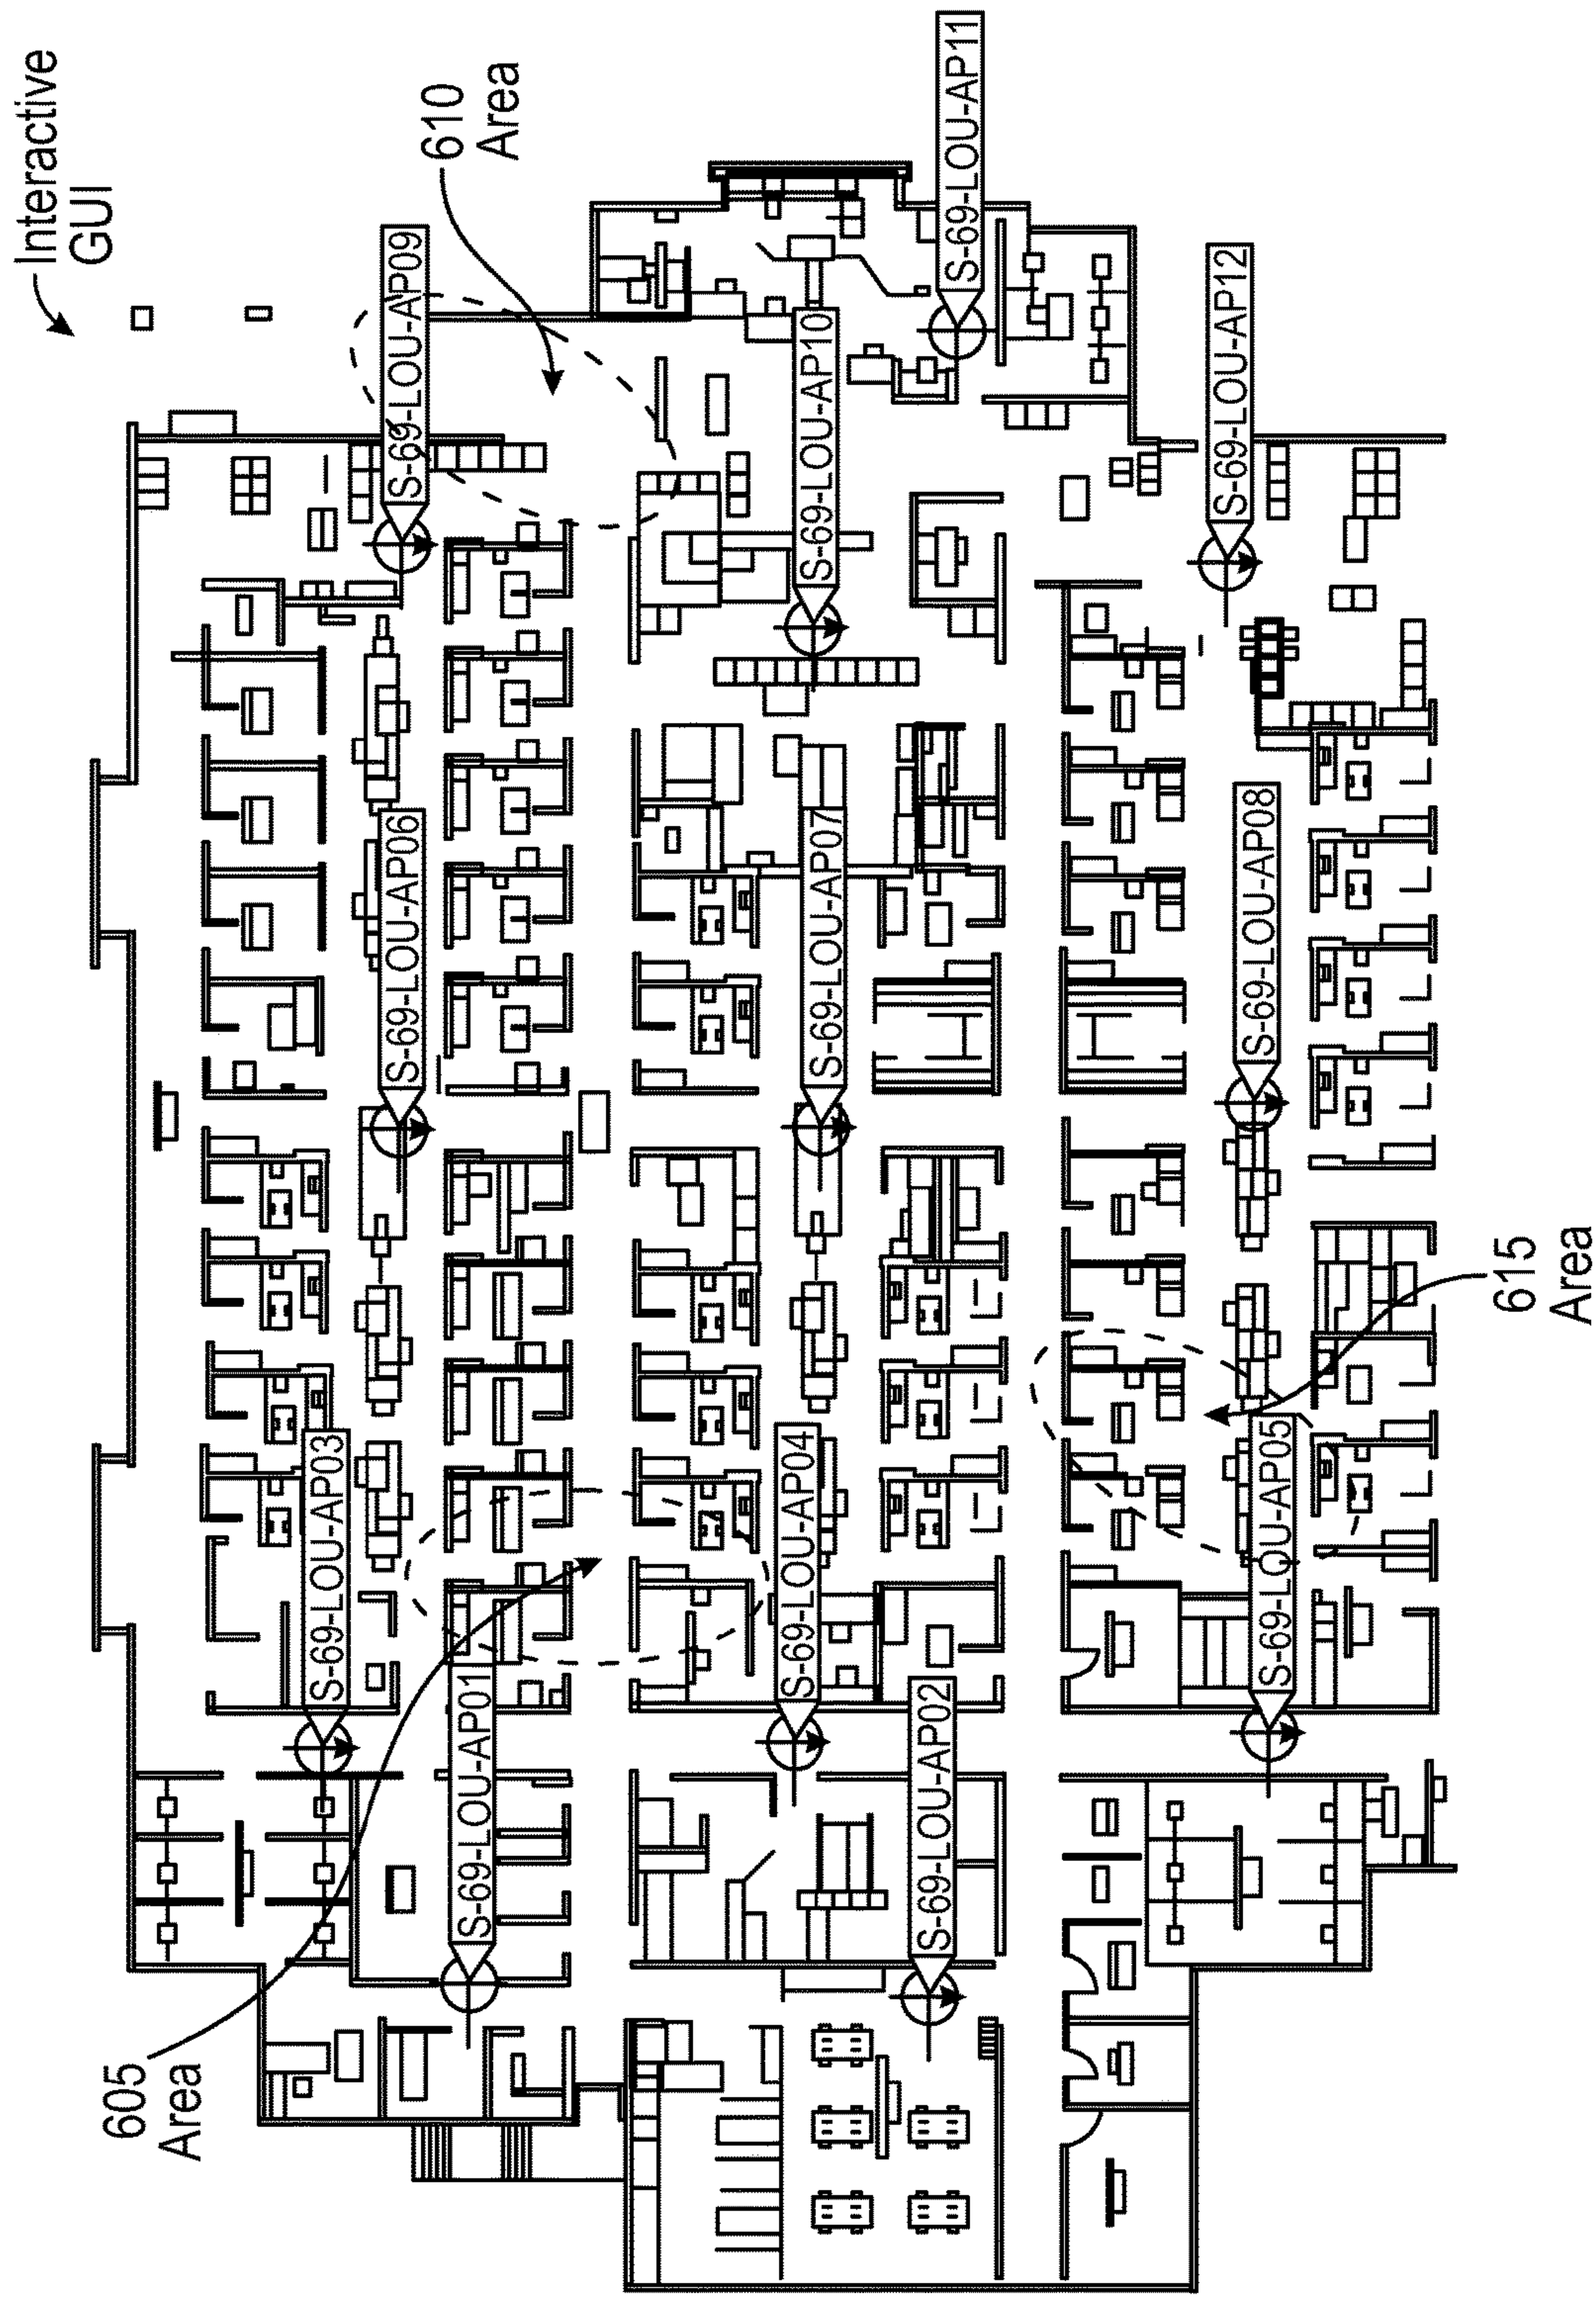 Interactive
GUI
605
Area
S-69-LOU-AP03
S-69-LOU-AP06
S-69-LOU-AP09
610
Area
S-69-LOU-AP01
S-69-LOU-AP04
S-69-LOU-AP07
S-69-LOU-AP10
S-69-LOU-AP02
S-69-LOU-AP11
S-69-LOU-AP05
S-69-LOU-AP08
S-69-LOU-AP12
615
Area